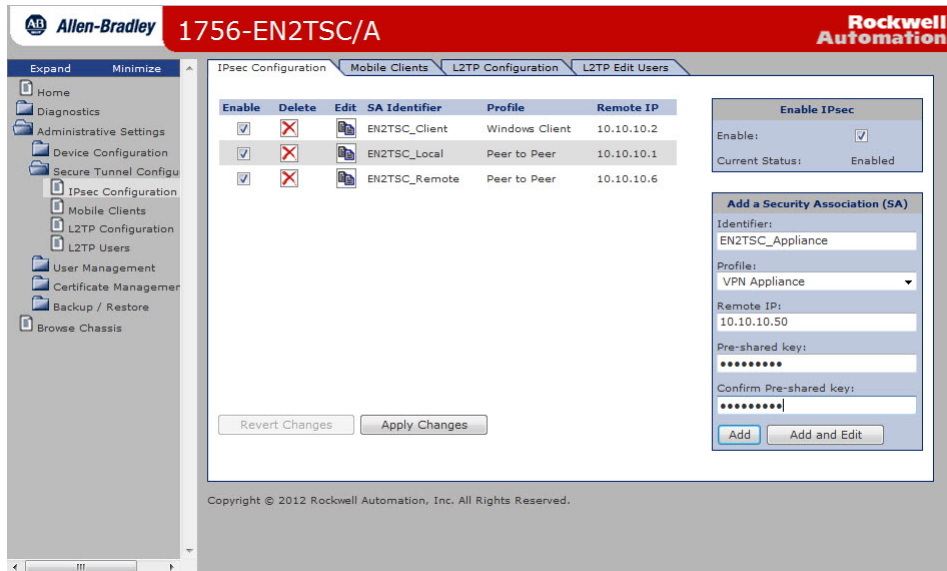 AB Allen-Bradley
1756-EN2TSC/A
Rockwell
Automation
Expand Minimize
Home
Diagnostics
Administrative Settings
Device Configuration
Secure Tunnel Configu
IPsec Configuration
Mobile Clients
L2TP Configuration
L2TP Users
User Management
Certificate Managemer
Backup / Restore
Browse Chassis
IPsec Configuration Mobile Clients L2TP Configuration L2TP Edit Users
Enable Delete Edit SA Identifier Profile Remote IP
EN2TSC_Client Windows Client 10.10.10.2
EN2TSC_Local Peer to Peer 10.10.10.1
EN2TSC_Remote Peer to Peer 10.10.10.6
Revert Changes Apply Changes
Enable IPsec
Enable:
Current Status: Enabled
Add a Security Association (SA)
Identifier:
EN2TSC_Appliance
Profile:
VPN Appliance
Remote IP:
10.10.10.50
Pre-shared key:
•••••••••
Confirm Pre-shared key:
•••••••••
Add Add and Edit
Copyright © 2012 Rockwell Automation, Inc. All Rights Reserved.